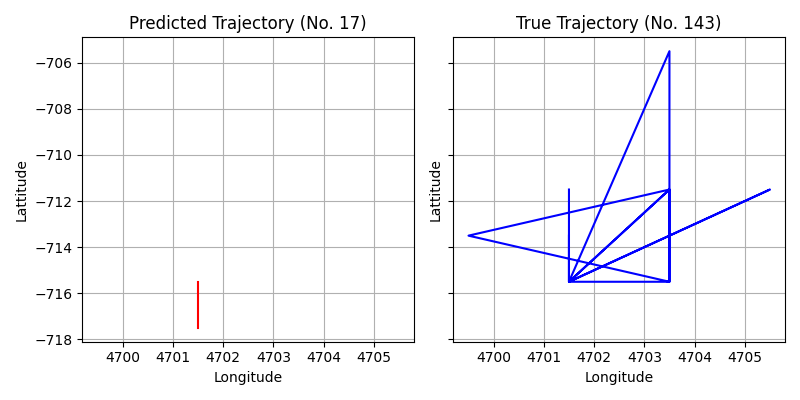 Predicted Trajectory (No. 17)
True Trajectory (No. 143)
−706
−708
−710
−712
−714
−716
−718
Lattitude
Lattitude
4700 4701 4702 4703 4704 4705
4700 4701 4702 4703 4704 4705
Longitude
Longitude